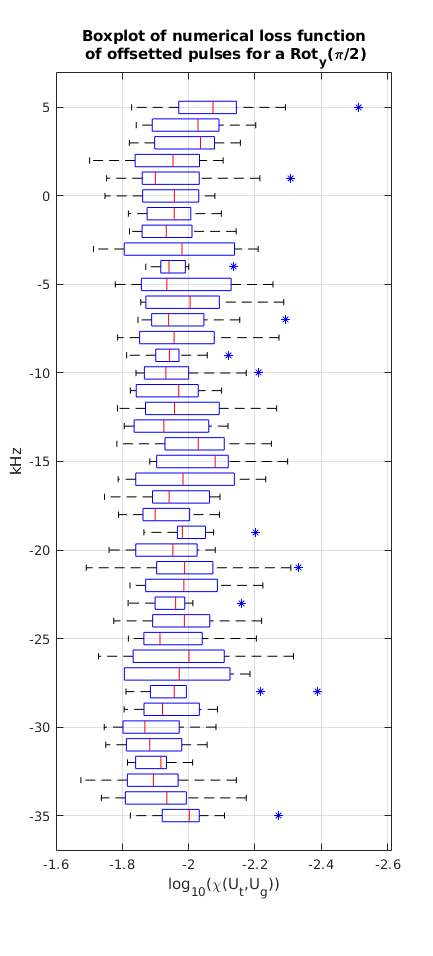 Boxplot of numerical loss function
of offsetted pulses for a Rot_y(π/2)
5
0
-5
-10
-15
-20
-25
-30
-35
kHz
-1.6 -1.8 -2 -2.2 -2.4 -2.6
log_10(χ(U_t,U_g))